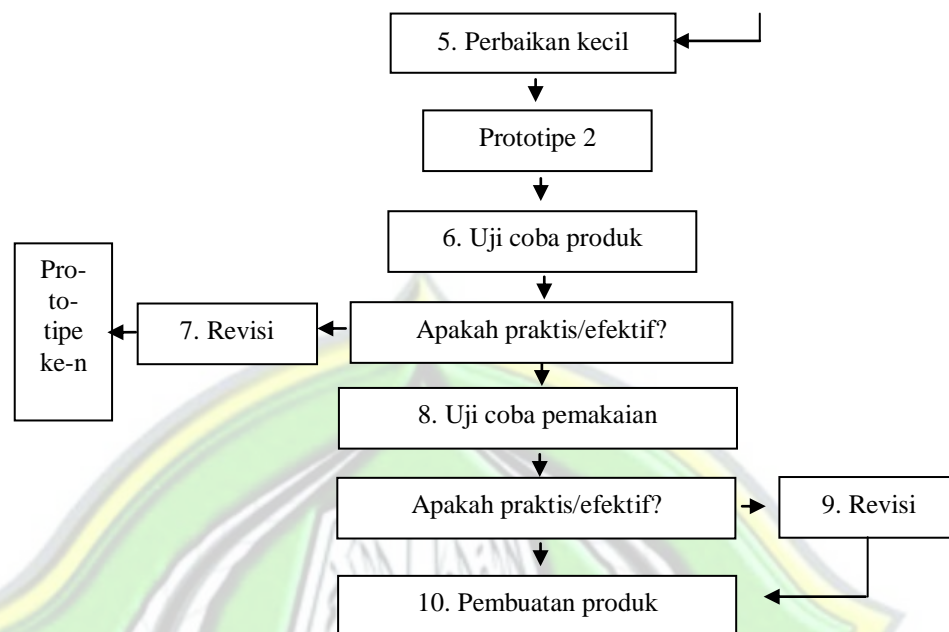 5. Perbaikan kecil
Prototipe 2
6. Uji coba produk
Pro-
to-
tipe
ke-n
7. Revisi
Apakah praktis/efektif?
8. Uji coba pemakaian
Apakah praktis/efektif?
9. Revisi
10. Pembuatan produk